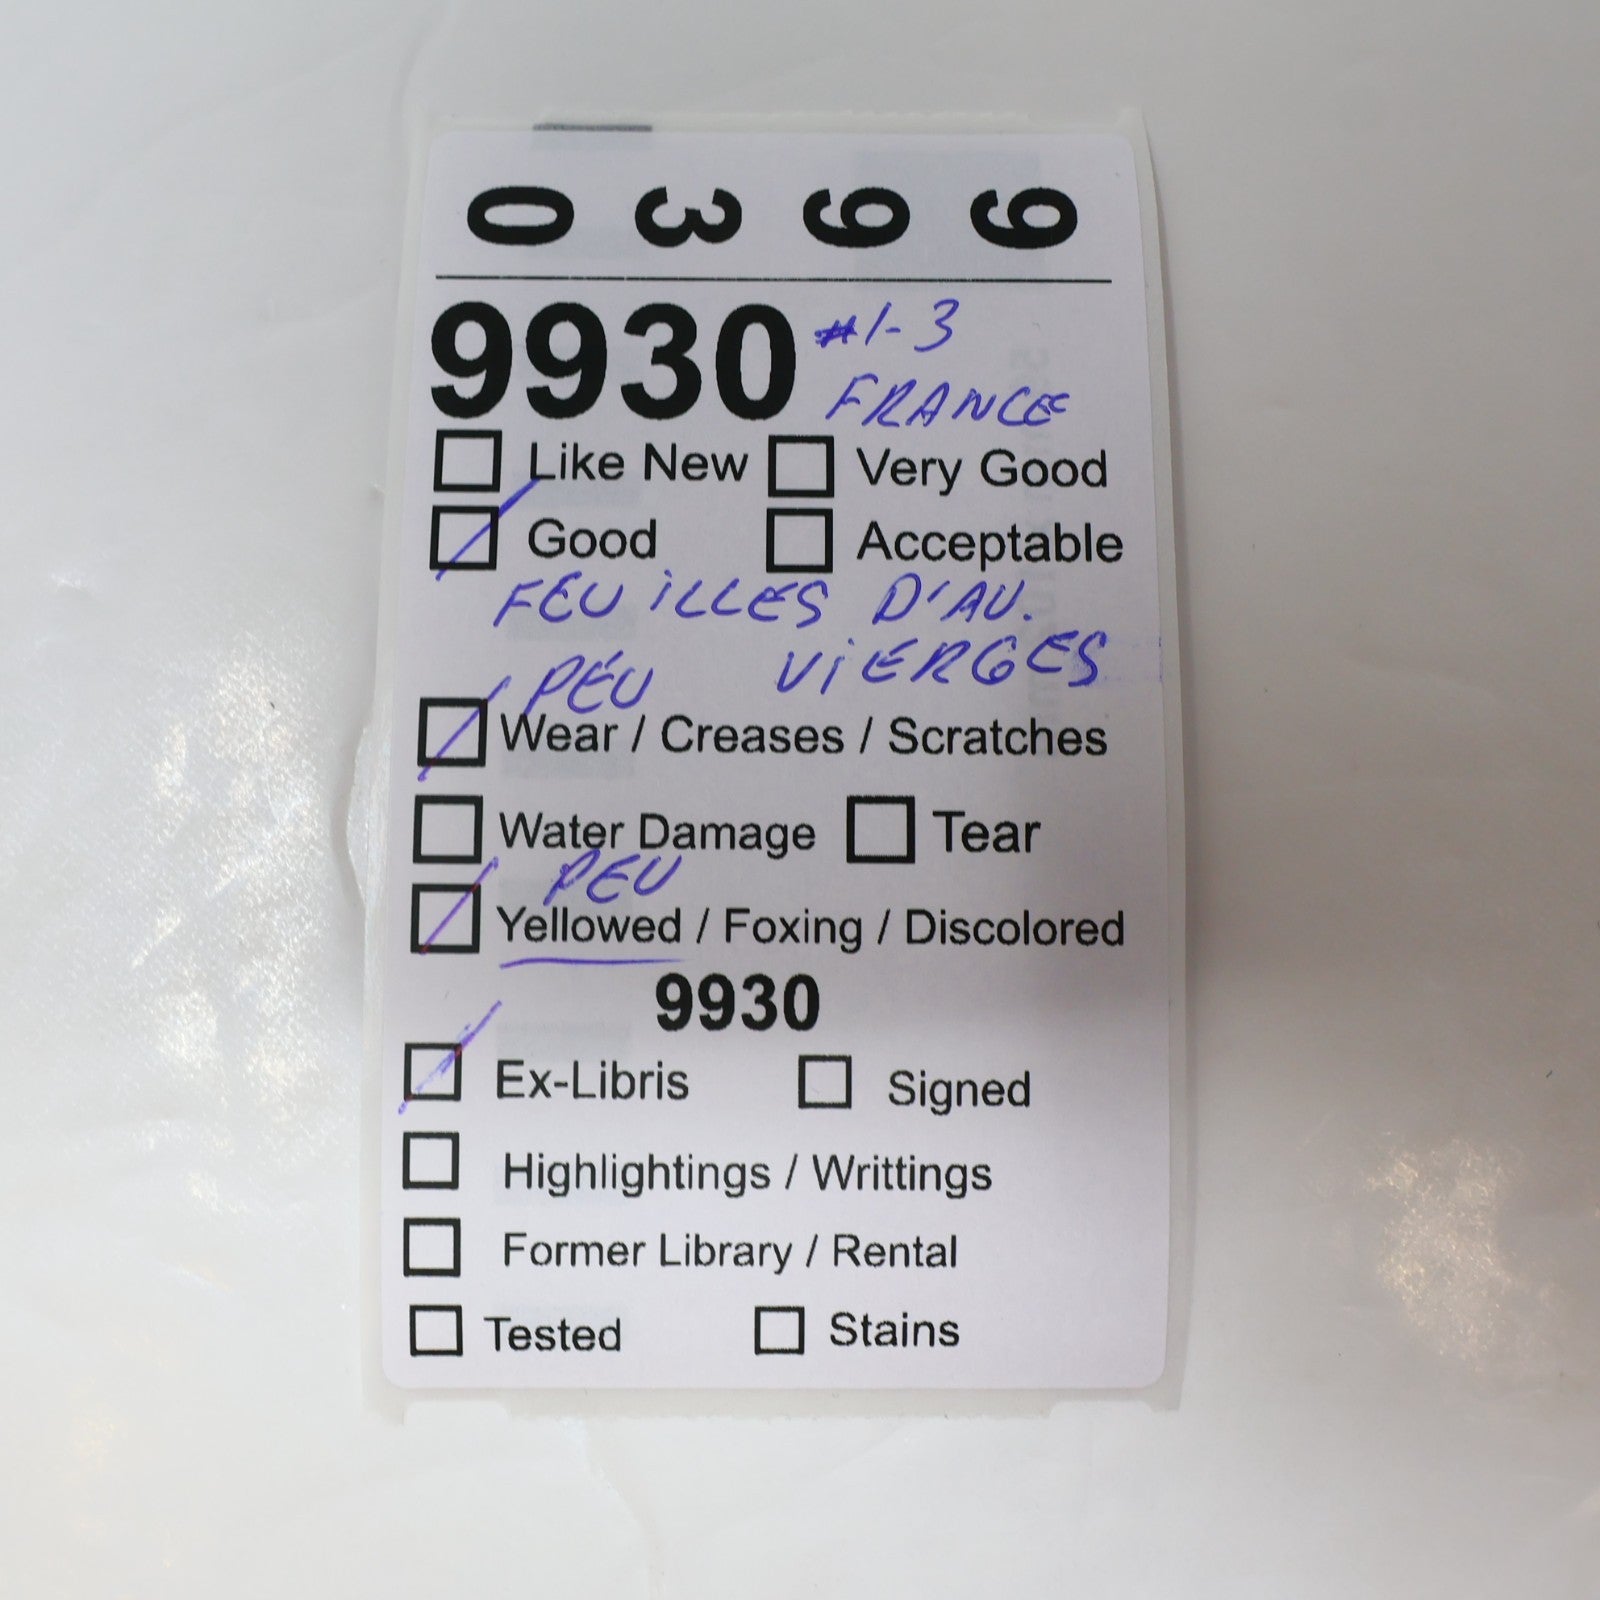 0 3 9 9
9930 #1-3
FRANCE
Like New Very Good
Good Acceptable
FEUILLES D'AU.
VIERGES
PEU
Wear / Creases / Scratches
Water Damage Tear
PEU
Yellowed / Foxing / Discolored
9930
Ex-Libris Signed
Highlightings / Writtings
Former Library / Rental
Tested Stains